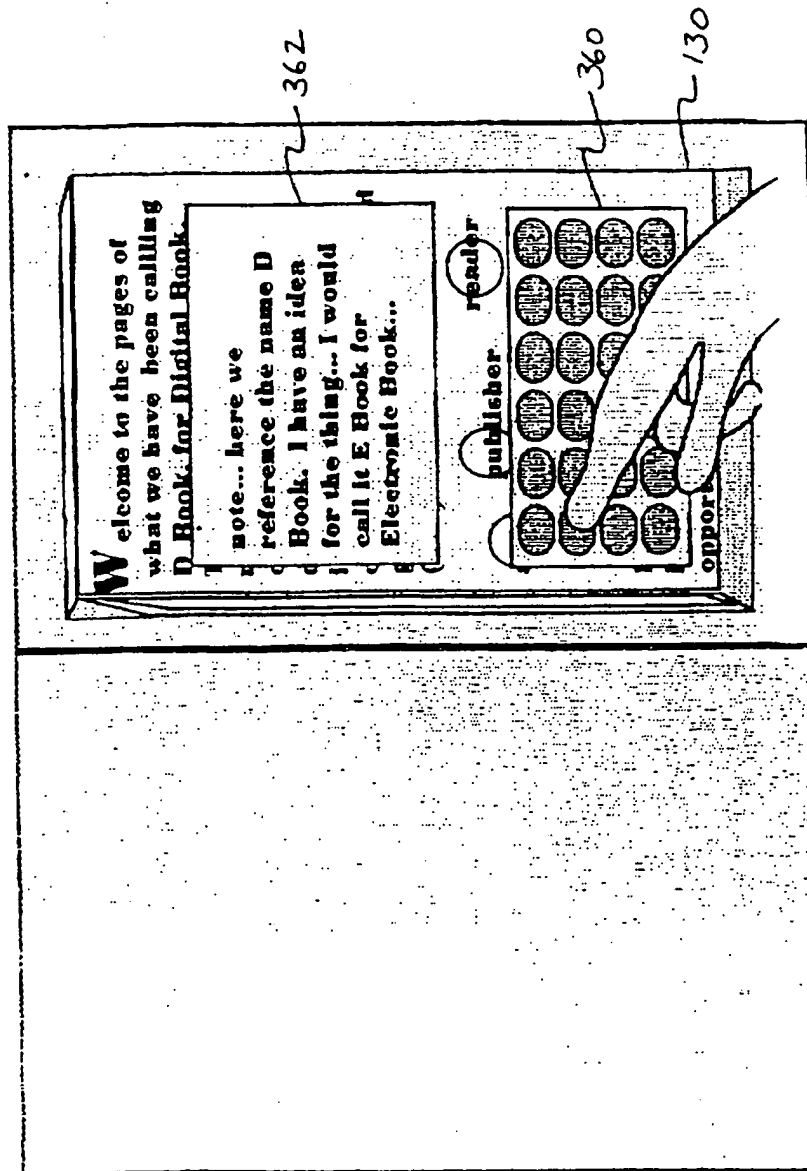 Welcome to the pages of
what we have been callling
D Book, for Digital Book.
note... here we
reference the name D
Book. I have an idea
for the thing... I would
call it E Book for
Electronic Book...
publisher reader
oppor
362
360
130